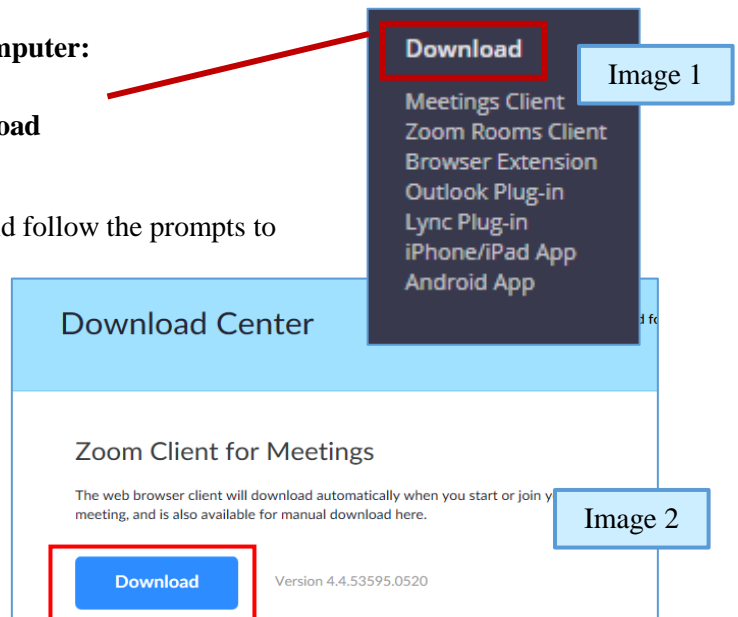 mputer:
oad
d follow the prompts to
Download
Image 1
Meetings Client
Zoom Rooms Client
Browser Extension
Outlook Plug-in
Lync Plug-in
iPhone/iPad App
Android App
Download Center
d fo
Zoom Client for Meetings
The web browser client will download automatically when you start or join y
meeting, and is also available for manual download here.
Image 2
Download
Version 4.4.53595.0520